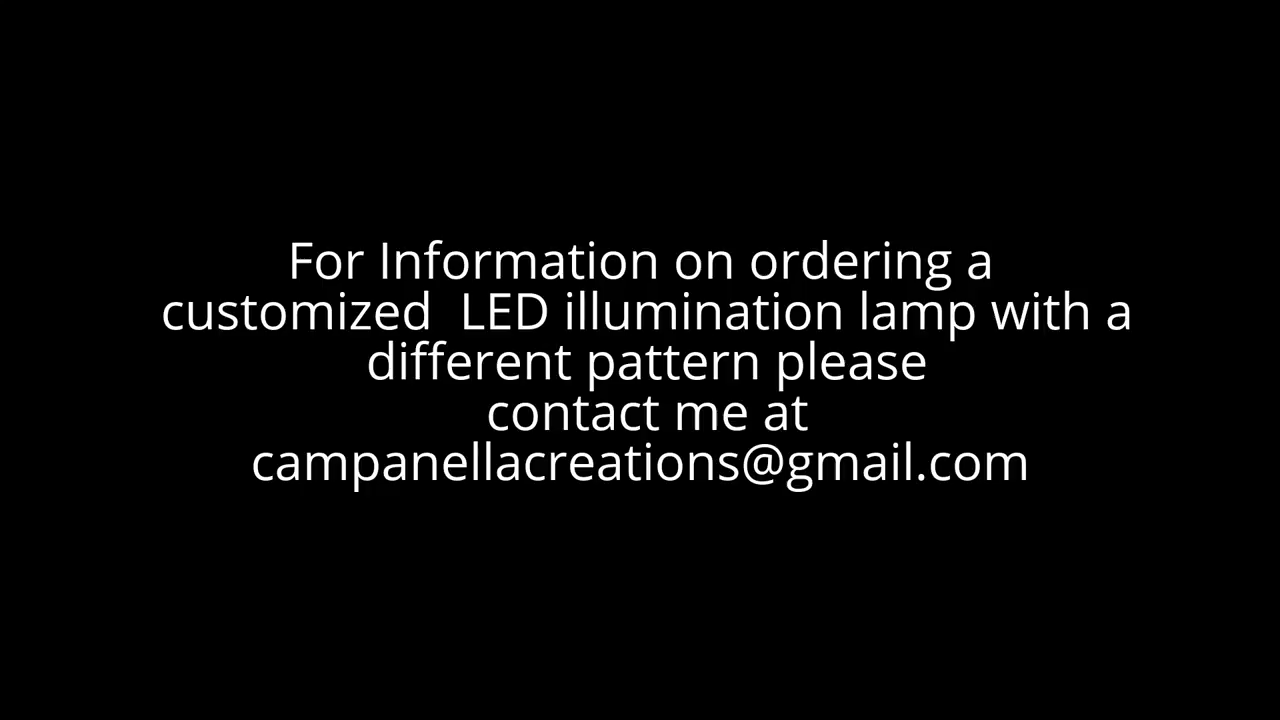 For Information on ordering a
customized  LED illumination lamp with a
different pattern please
contact me at
campanellacreations@gmail.com